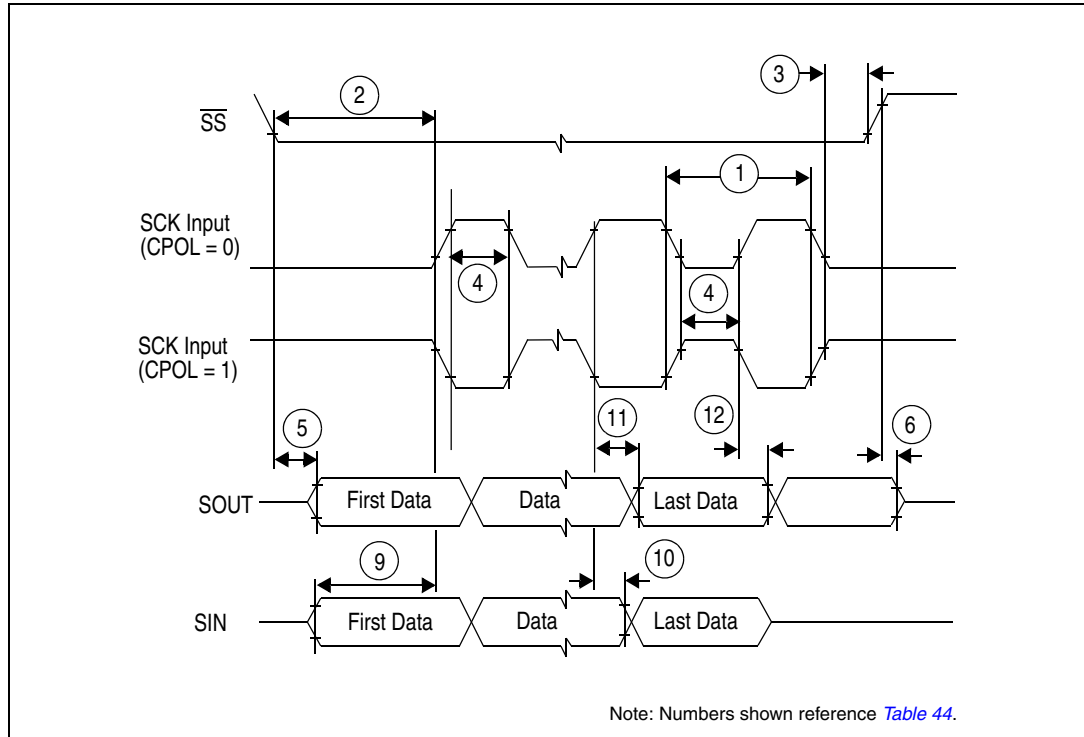 3
2
SS
1
SCK Input
(CPOL = 0)
4
4
SCK Input
(CPOL = 1)
5
11
12
6
SOUT
First Data
Data
Last Data
9
10
SIN
First Data
Data
Last Data
Note: Numbers shown reference Table 44.